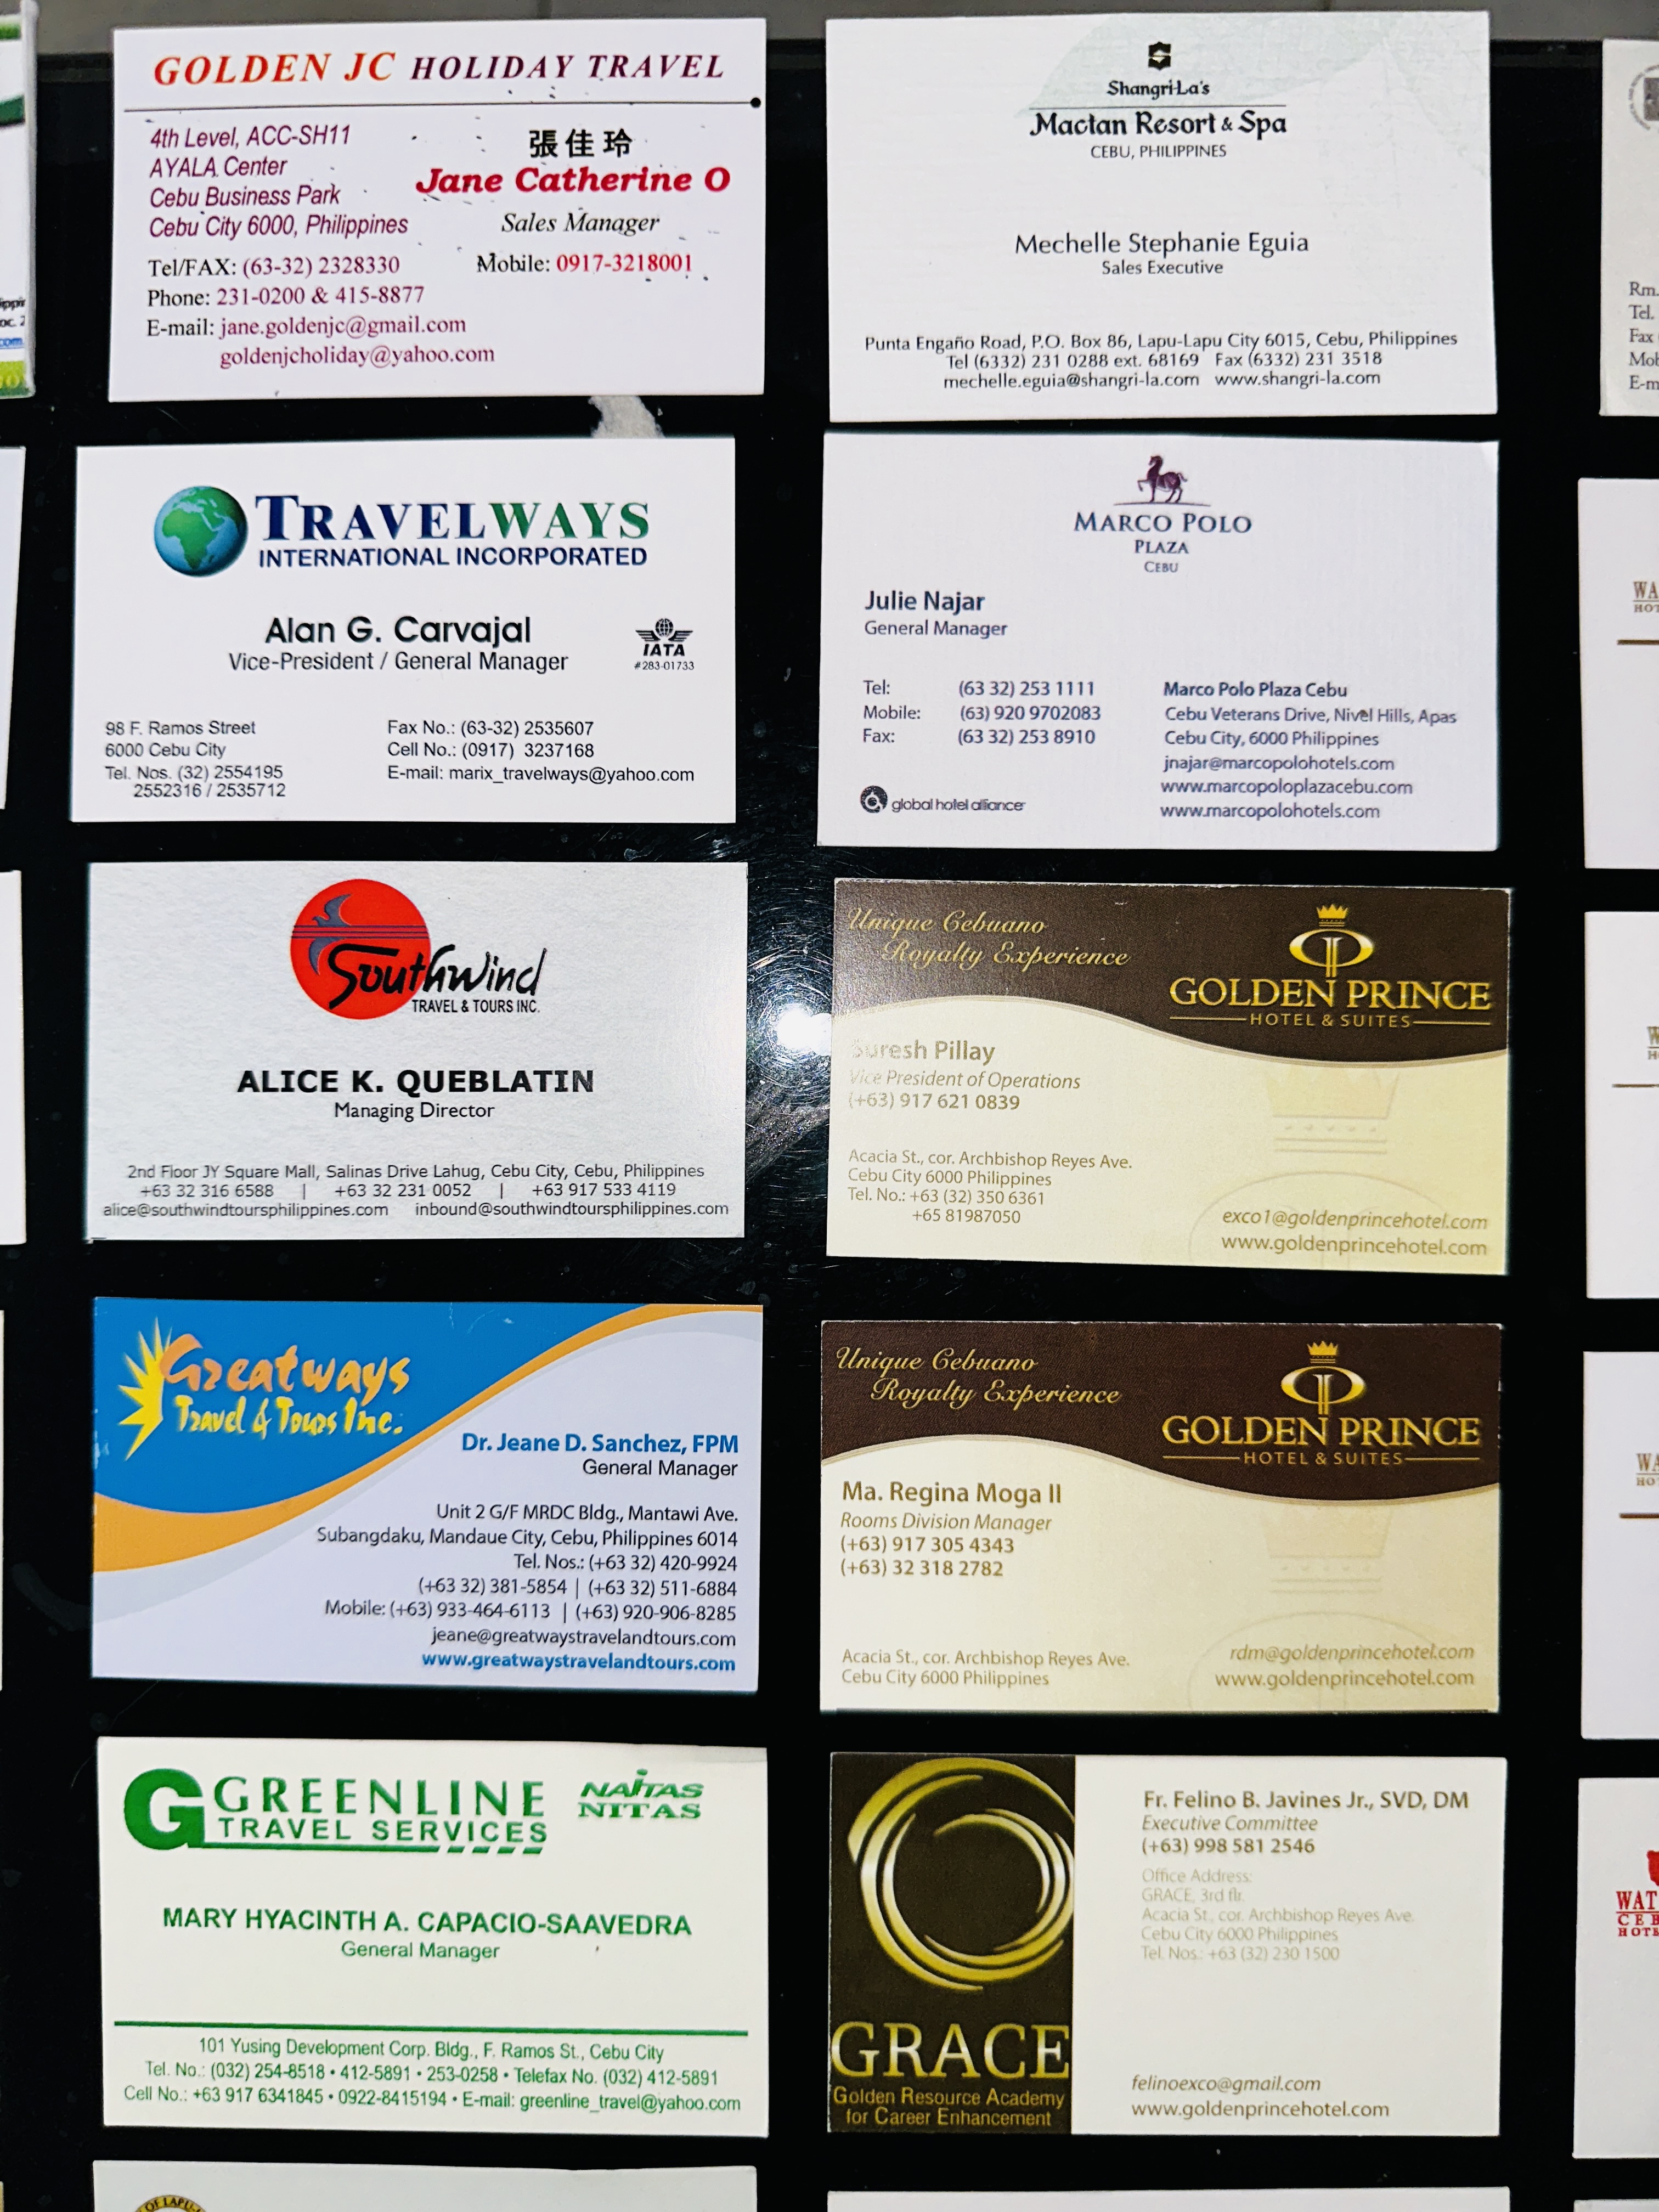 GOLDEN JC HOLIDAY TRAVEL
4th Level, ACC-SH11
AYALA Center
Cebu Business Park
Cebu City 6000, Philippines
張佳玲
Jane Catherine O
Sales Manager
Mobile: 0917-3218001
Tel/FAX: (63-32) 2328330
Phone: 231-0200 & 415-8877
E-mail: jane.goldenjc@gmail.com
goldenjcholiday@yahoo.com
Shangri-La's
Mactan Resort & Spa
CEBU, PHILIPPINES
Mechelle Stephanie Eguia
Sales Executive
Punta Engaño Road, P.O. Box 86, Lapu-Lapu City 6015, Cebu, Philippines
Tel (6332) 231 0288 ext. 68169 Fax (6332) 231 3518
mechelle.eguia@shangri-la.com www.shangri-la.com
Rm.
Tel.
Fax
Mob
E-m
TRAVELWAYS
INTERNATIONAL INCORPORATED
Alan G. Carvajal
Vice-President / General Manager
IATA
#283-01733
98 F. Ramos Street
6000 Cebu City
Tel. Nos. (32) 2554195
2552316 / 2535712
Fax No.: (63-32) 2535607
Cell No.: (0917) 3237168
E-mail: marix_travelways@yahoo.com
MARCO POLO
PLAZA
CEBU
Julie Najar
General Manager
Tel: (63 32) 253 1111
Mobile: (63) 920 9702083
Fax: (63 32) 253 8910
global hotel alliance
Marco Polo Plaza Cebu
Cebu Veterans Drive, Nivel Hills, Apas
Cebu City, 6000 Philippines
jnajar@marcopolohotels.com
www.marcopoloplazacebu.com
www.marcopolohotels.com
WA
HOT
Southwind
TRAVEL & TOURS INC.
ALICE K. QUEBLATIN
Managing Director
2nd Floor JY Square Mall, Salinas Drive Lahug, Cebu City, Cebu, Philippines
+63 32 316 6588 | +63 32 231 0052 | +63 917 533 4119
alice@southwindtoursphilippines.com inbound@southwindtoursphilippines.com
Unique Cebuano
Royalty Experience
GOLDEN PRINCE
HOTEL & SUITES
Suresh Pillay
Vice President of Operations
(+63) 917 621 0839
Acacia St., cor. Archbishop Reyes Ave.
Cebu City 6000 Philippines
Tel. No.: +63 (32) 350 6361
+65 81987050
exco1@goldenprincehotel.com
www.goldenprincehotel.com
Greatways
Travel & Tours Inc.
Dr. Jeane D. Sanchez, FPM
General Manager
Unit 2 G/F MRDC Bldg., Mantawi Ave.
Subangdaku, Mandaue City, Cebu, Philippines 6014
Tel. Nos.: (+63 32) 420-9924
(+63 32) 381-5854 | (+63 32) 511-6884
Mobile: (+63) 933-464-6113 | (+63) 920-906-8285
jeane@greatwaystravelandtours.com
www.greatwaystravelandtours.com
Unique Cebuano
Royalty Experience
GOLDEN PRINCE
HOTEL & SUITES
Ma. Regina Moga II
Rooms Division Manager
(+63) 917 305 4343
(+63) 32 318 2782
Acacia St., cor. Archbishop Reyes Ave.
Cebu City 6000 Philippines
rdm@goldenprincehotel.com
www.goldenprincehotel.com
WA
HO
G GREENLINE
TRAVEL SERVICES
NAITAS
NITAS
MARY HYACINTH A. CAPACIO-SAAVEDRA
General Manager
101 Yusing Development Corp. Bldg., F. Ramos St., Cebu City
Tel. No.: (032) 254-8518 • 412-5891 • 253-0258 • Telefax No. (032) 412-5891
Cell No.: +63 917 6341845 • 0922-8415194 • E-mail: greenline_travel@yahoo.com
GRACE
Golden Resource Academy
for Career Enhancement
Fr. Felino B. Javines Jr., SVD, DM
Executive Committee
(+63) 998 581 2546
Office Address:
GRACE, 3rd flr.
Acacia St., cor. Archbishop Reyes Ave.
Cebu City 6000 Philippines
Tel. Nos.: +63 (32) 230 1500
felinoexco@gmail.com
www.goldenprincehotel.com
WAT
CEB
HOTE
OF LAPU-